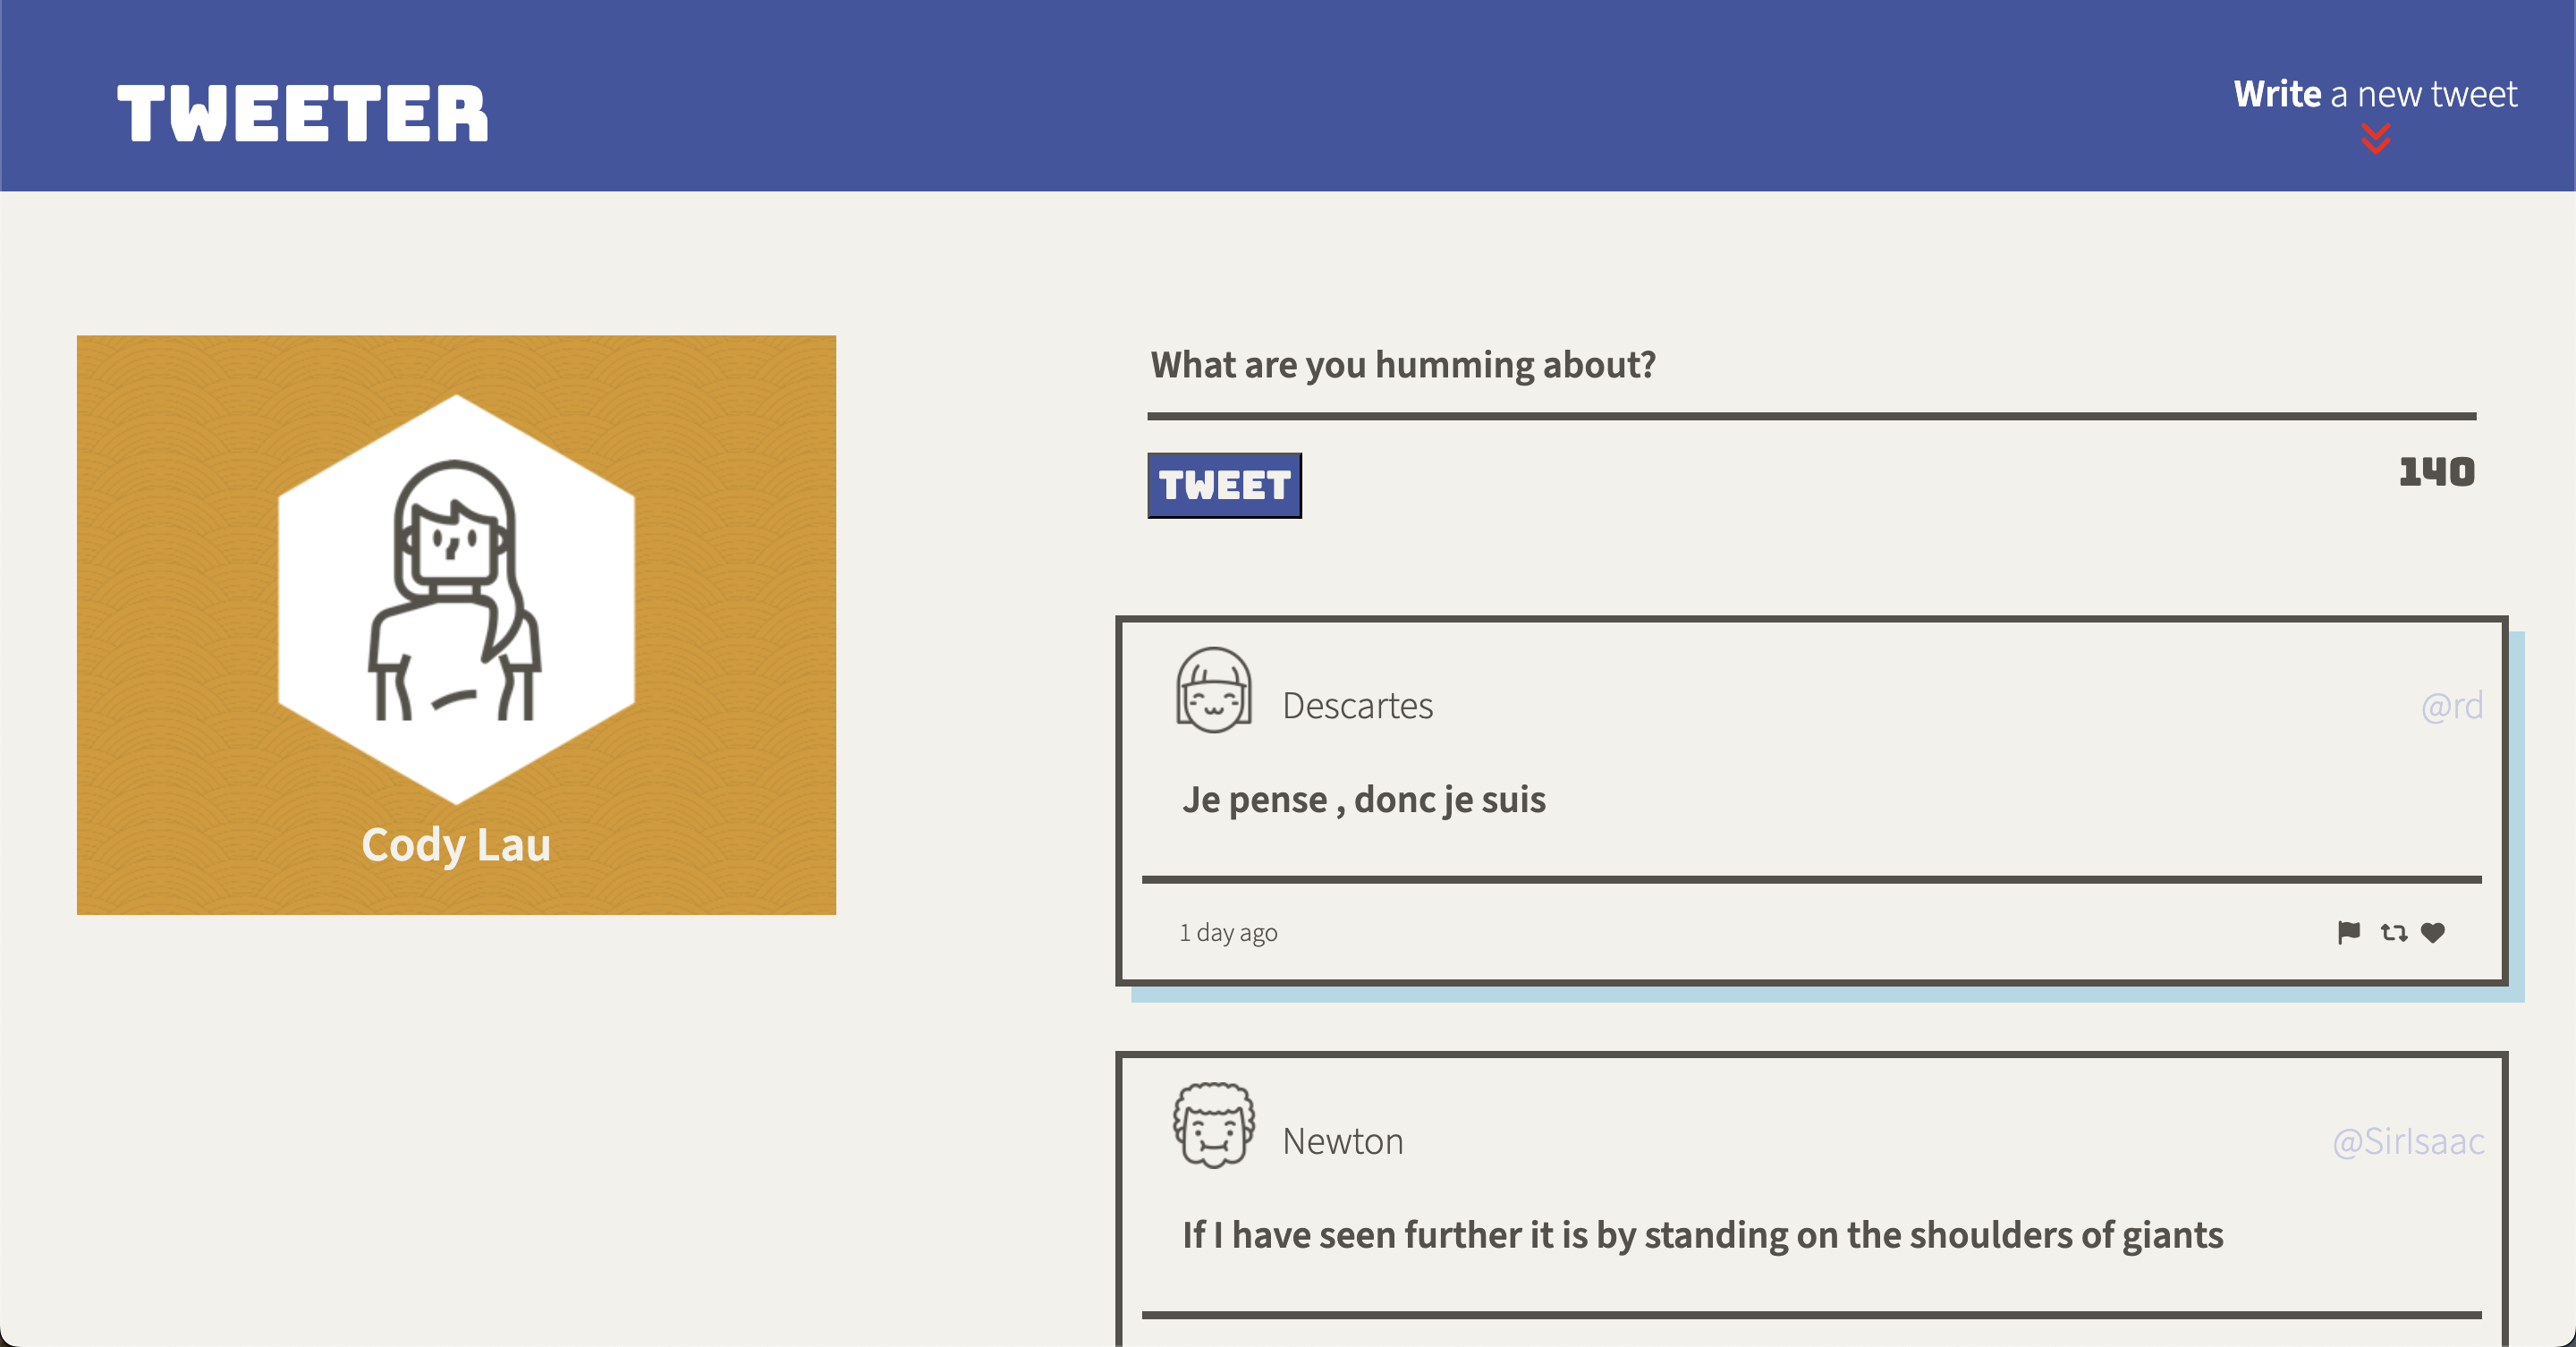 TWEETER
Write a new tweet
Cody Lau
What are you humming about?
TWEET
140
Descartes
@rd
Je pense , donc je suis
1 day ago
Newton
@SirIsaac
If I have seen further it is by standing on the shoulders of giants